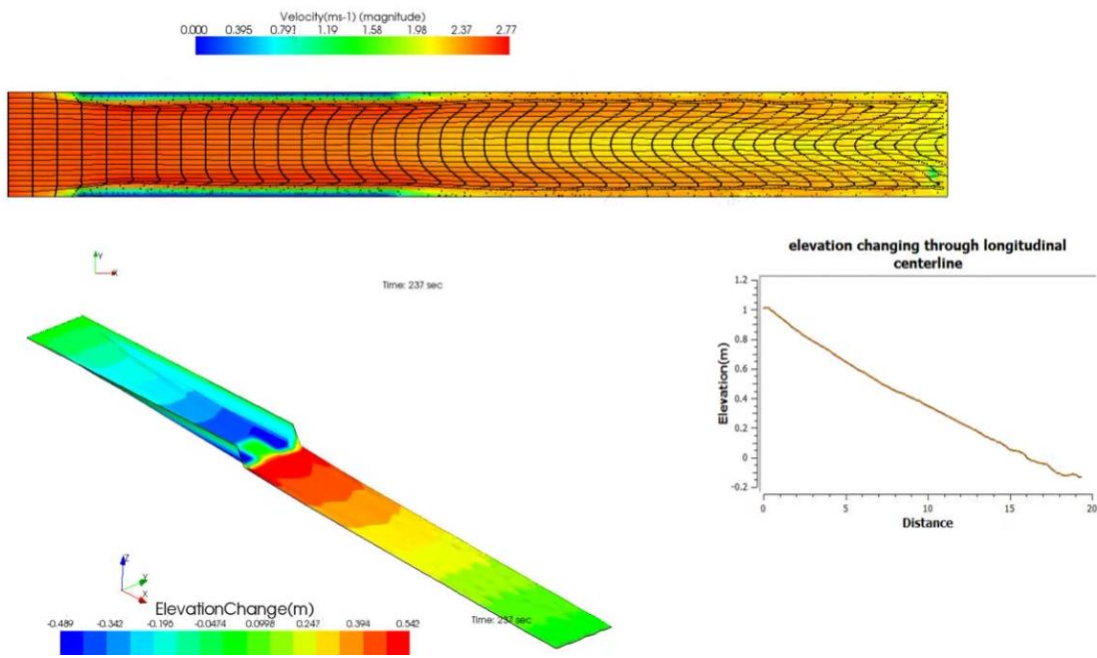 Velocity(ms-1) (magnitude)
0.000 0.395 0.791 1.19 1.58 1.98 2.37 2.77
Y
X
Time: 237 sec
elevation changing through longitudinal
centerline
Elevation(m)
1.2
1
0.8
0.6
0.4
0.2
0
-0.2
0 5 10 15 20
Distance
Z
Y
X
ElevationChange(m)
-0.489 -0.342 -0.195 -0.0474 0.0998 0.247 0.394 0.542
Time: 237 sec